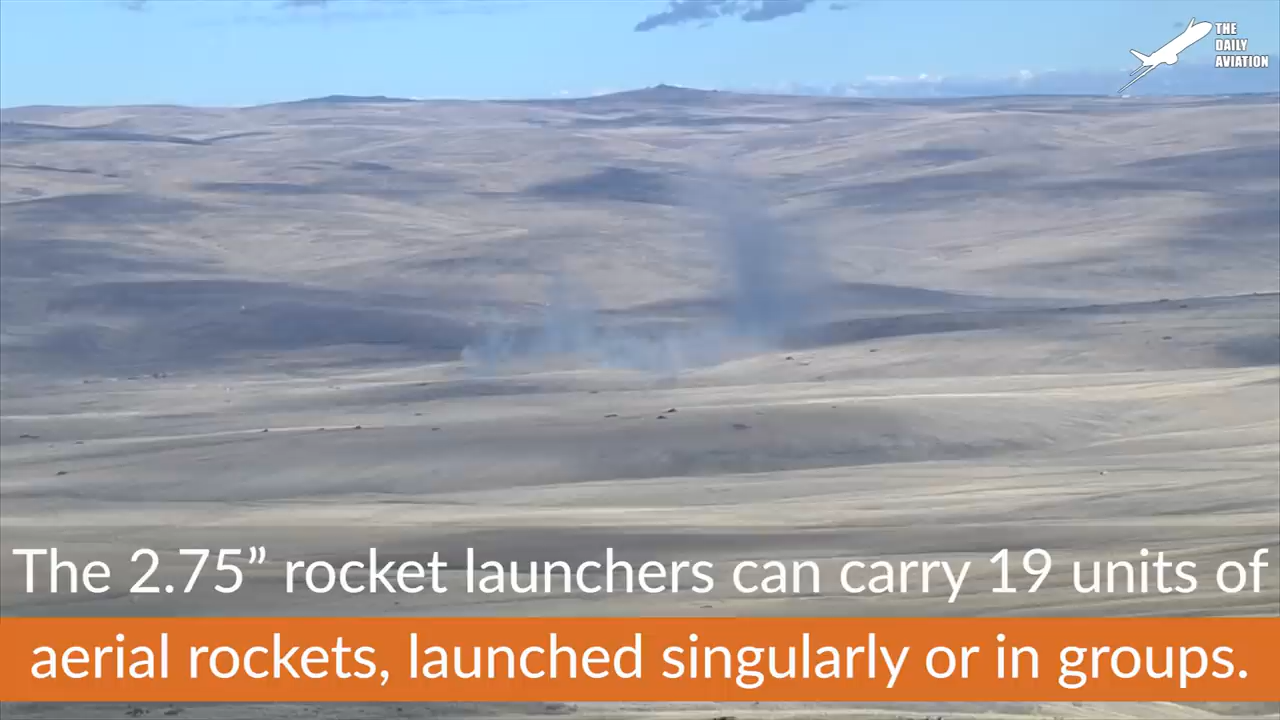 THE
DAILY
AVIATION
The 2.75” rocket launchers can carry 19 units of
aerial rockets, launched singularly or in groups.